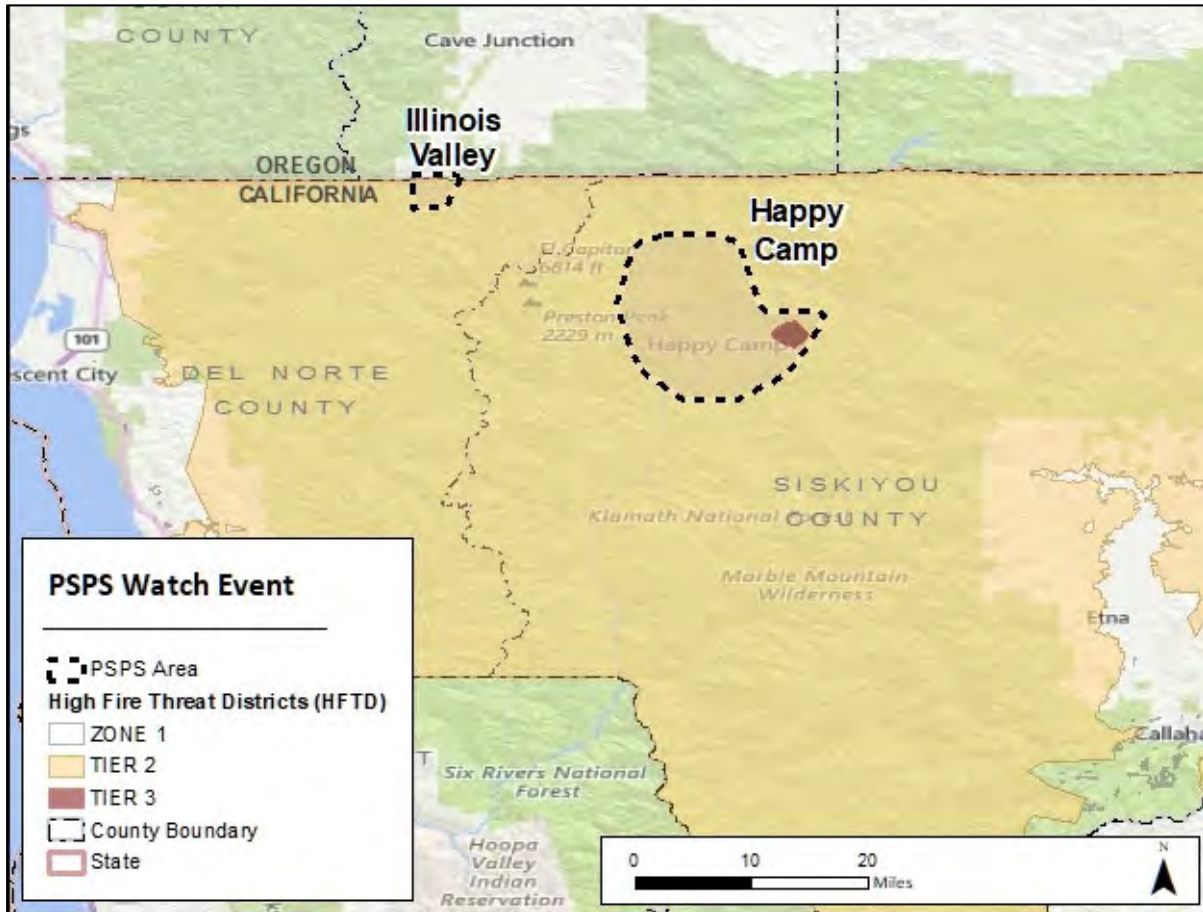 COUNTY
Cave Junction
gs
Illinois
Valley
OREGON
CALIFORNIA
Happy
Camp
El Capitan
6814 ft
Preston Peak
2229 m
Happy Camp
101
scent City
DEL NORTE
COUNTY
SISKIYOU
COUNTY
Klamath National
Marble Mountain
Wilderness
Etna
Callaha
T
Six Rivers National
Forest
Hoopa
Valley
Indian
Reservation
PSPS Watch Event
PSPS Area
High Fire Threat Districts (HFTD)
ZONE 1
TIER 2
TIER 3
County Boundary
State
0 10 20
Miles
N